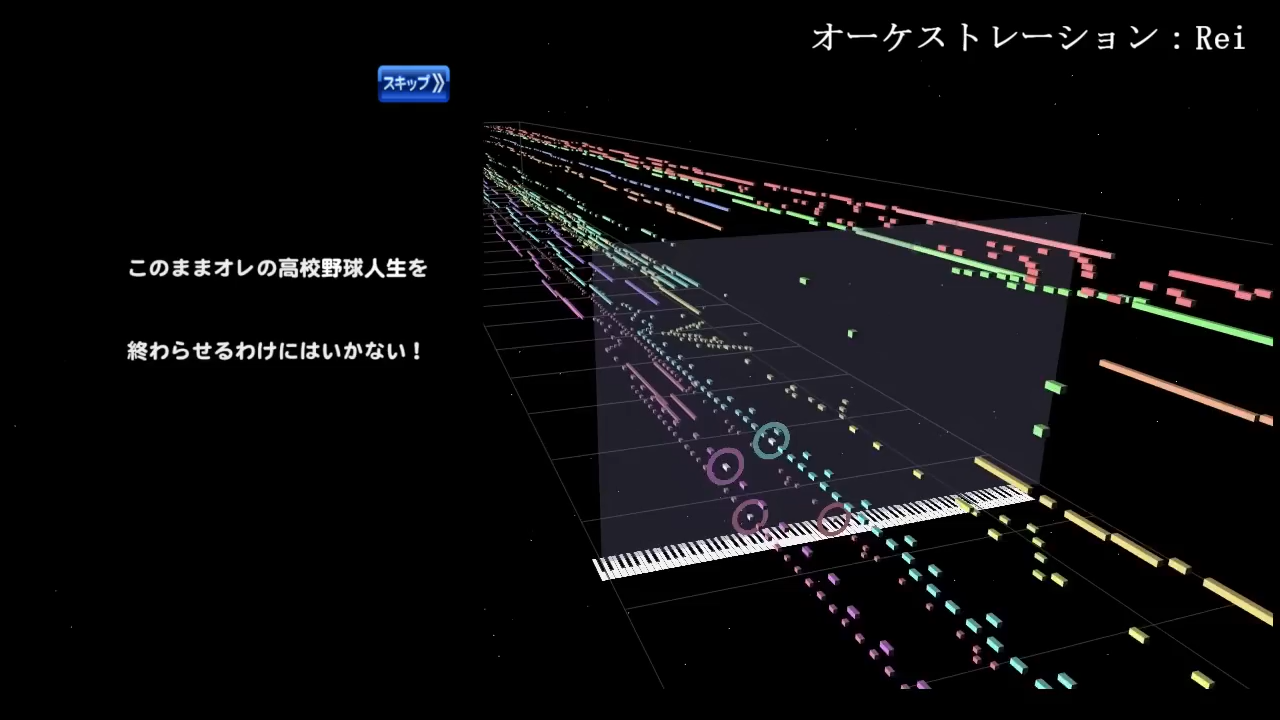 オーケストレーション：Rei
スキップ》
このままオレの高校野球人生を
終わらせるわけにはいかない！